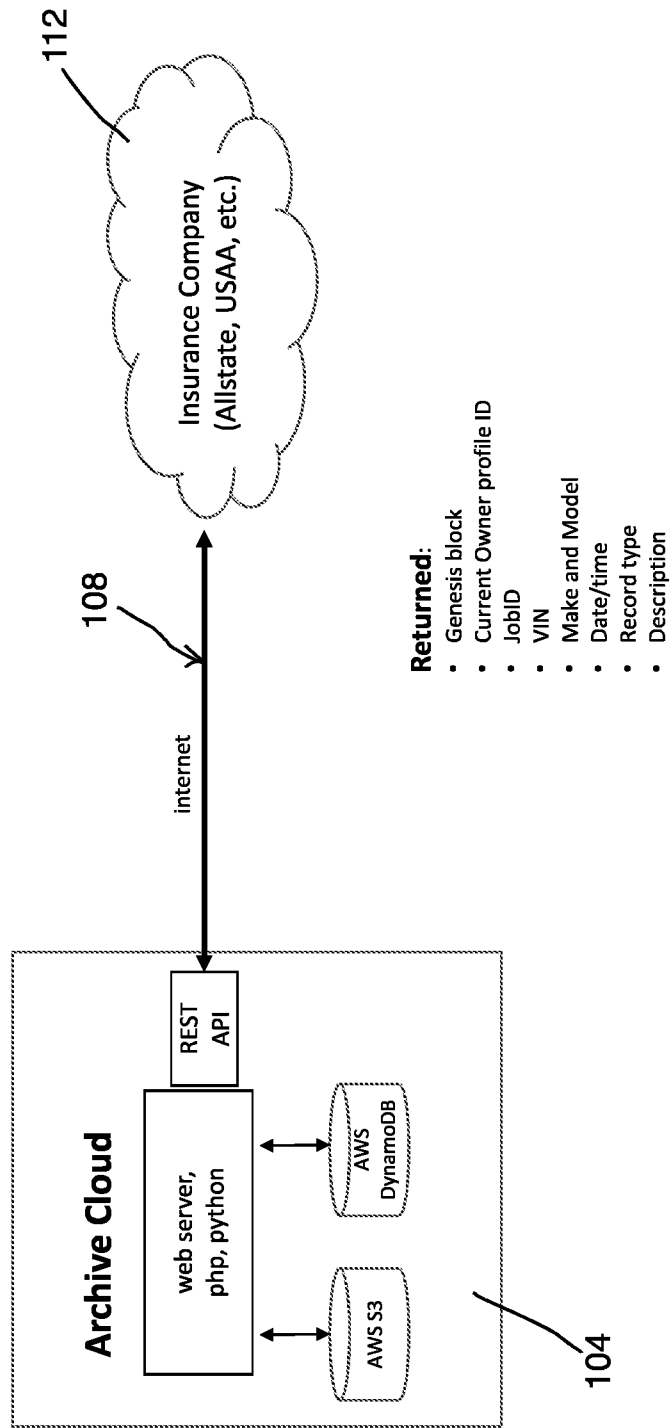 Archive Cloud
web server,
php, python
REST
API
AWS S3
AWS
DynamoDB
104
internet
108
Insurance Company
(Allstate, USAA, etc.)
112
Returned:
• Genesis block
• Current Owner profile ID
• JobID
• VIN
• Make and Model
• Date/time
• Record type
• Description